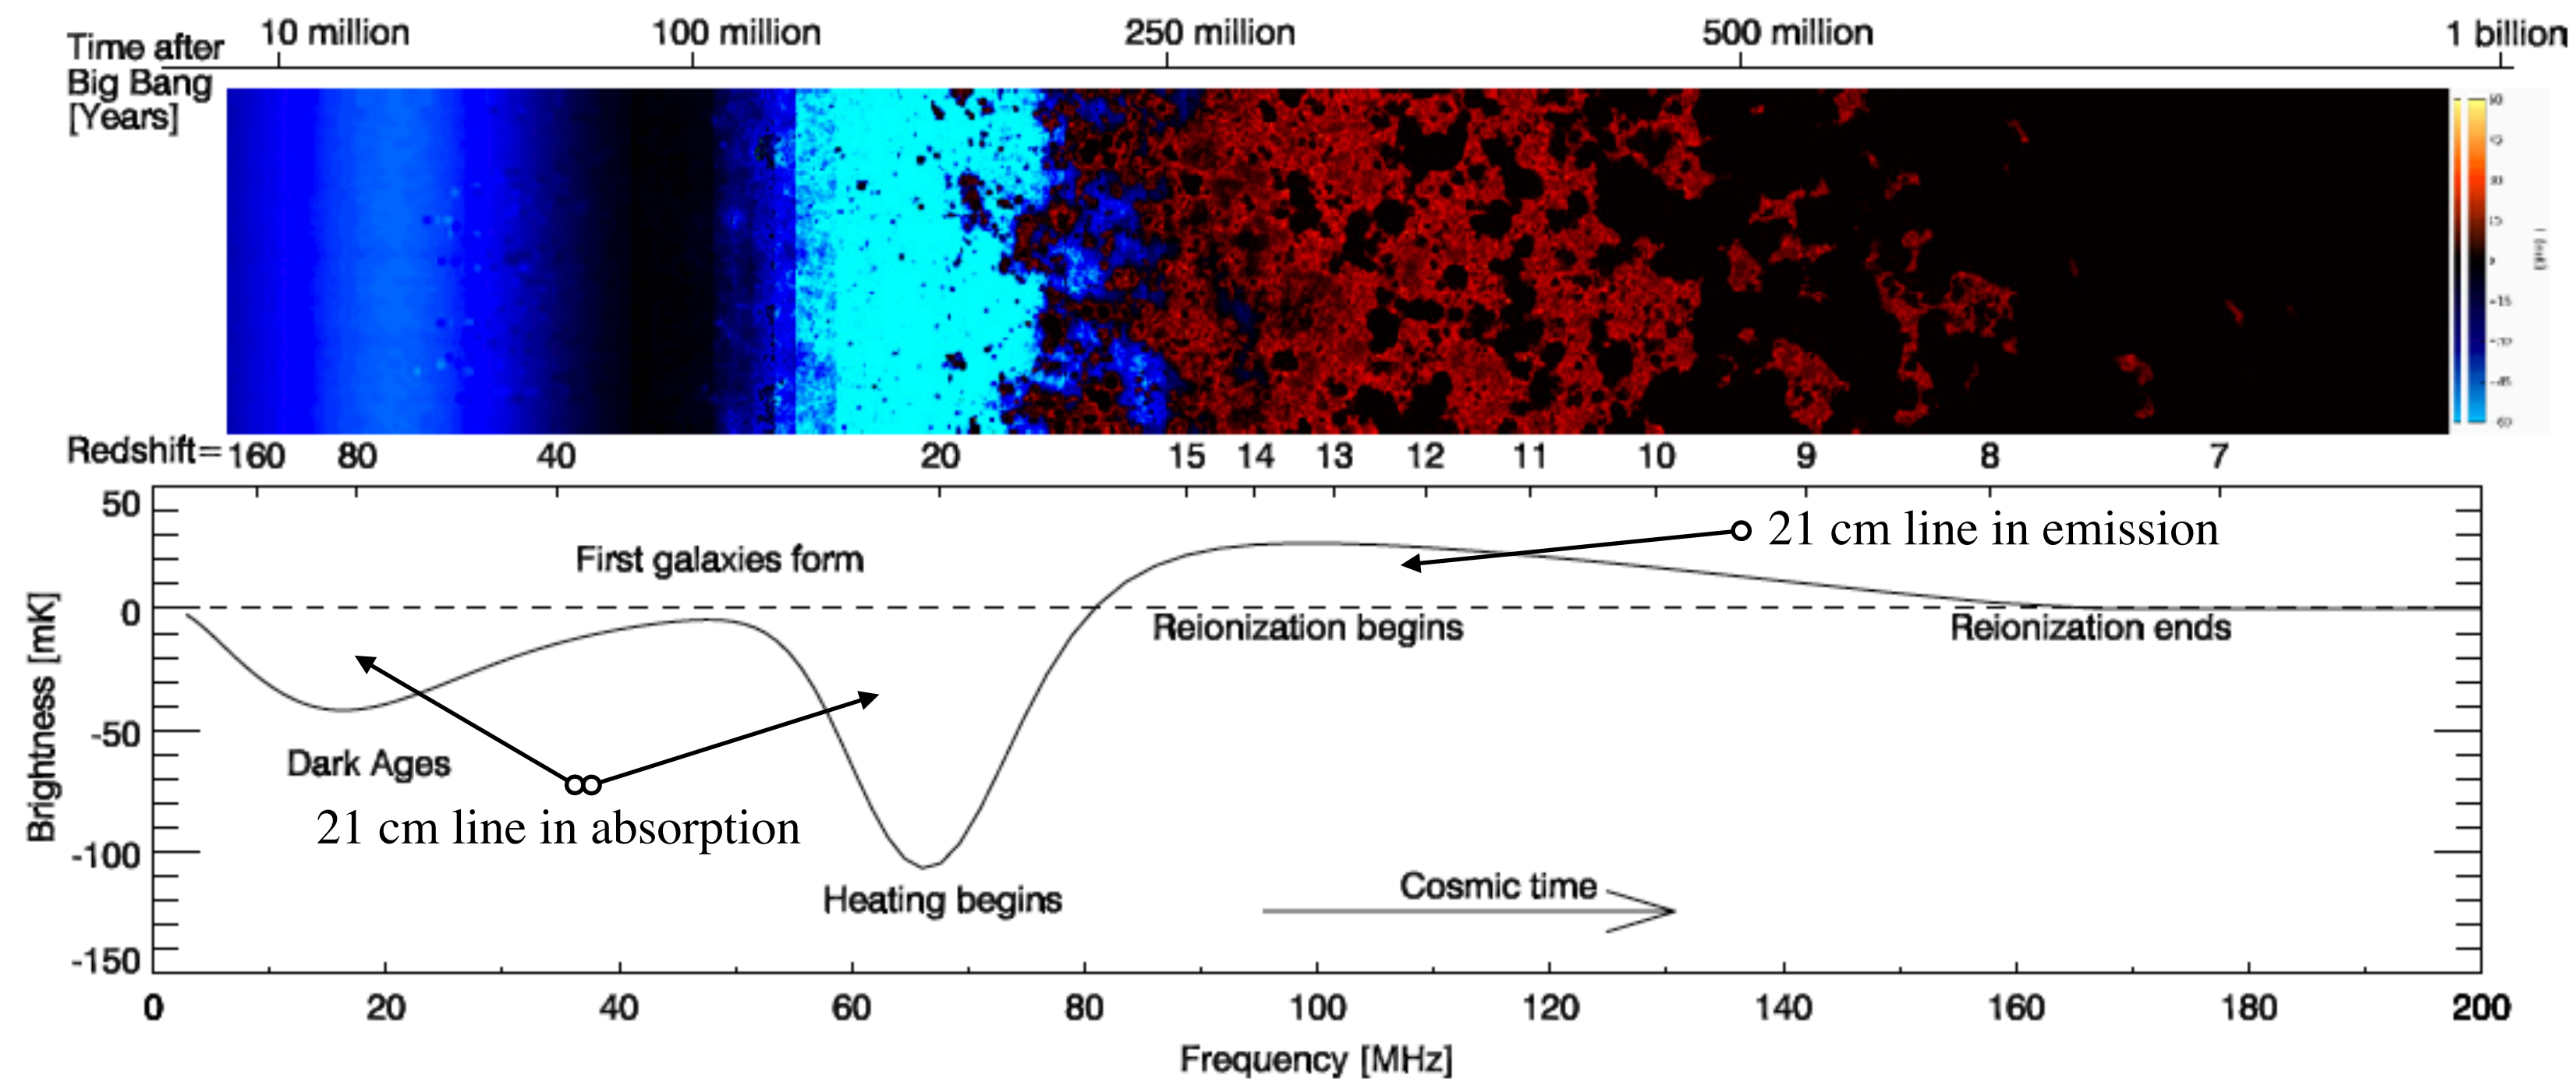 10 million 100 million 250 million 500 million 1 billion
Time after
Big Bang
[Years]
Redshift= 160 80 40 20 15 14 13 12 11 10 9 8 7
50
0
-50
-100
-150
Brightness [mK]
First galaxies form
21 cm line in emission
Reionization begins
Reionization ends
Dark Ages
21 cm line in absorption
Heating begins
Cosmic time
0 20 40 60 80 100 120 140 160 180 200
Frequency [MHz]